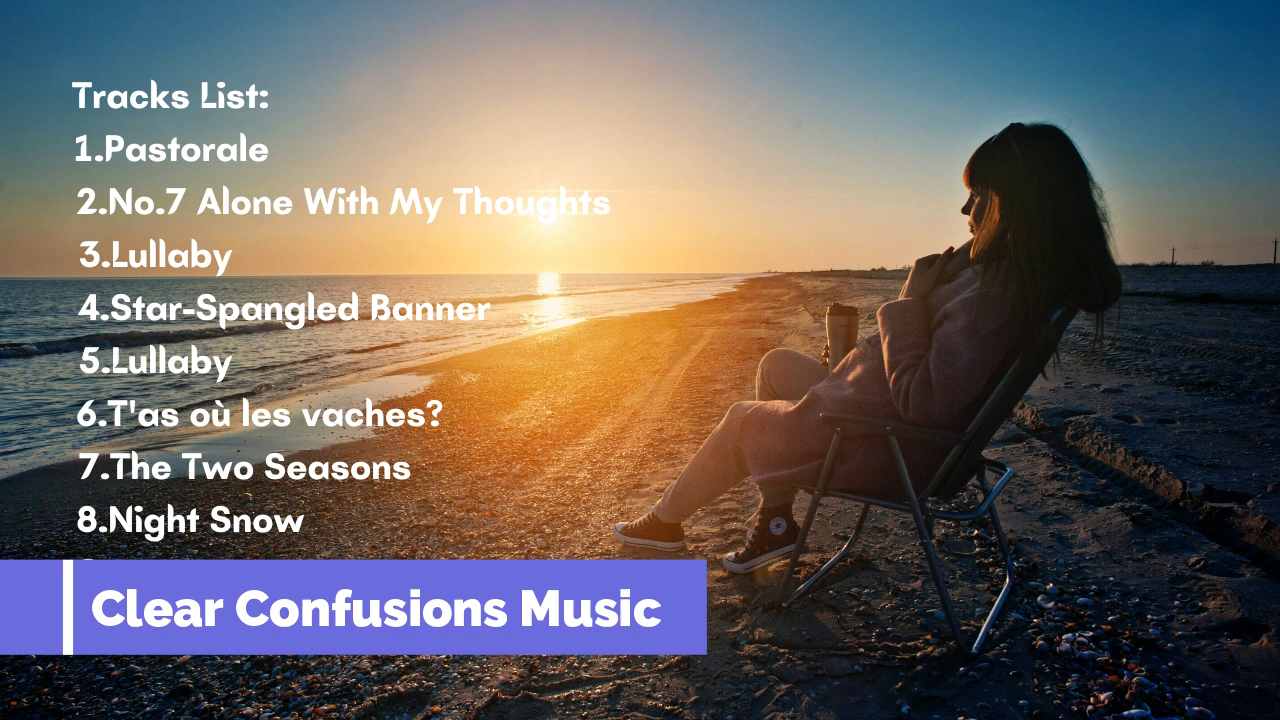 Tracks List:
1.Pastorale
2.No.7 Alone With My Thoughts
3.Lullaby
4.Star-Spangled Banner
5.Lullaby
6.T'as où les vaches?
7.The Two Seasons
8.Night Snow
Clear Confusions Music